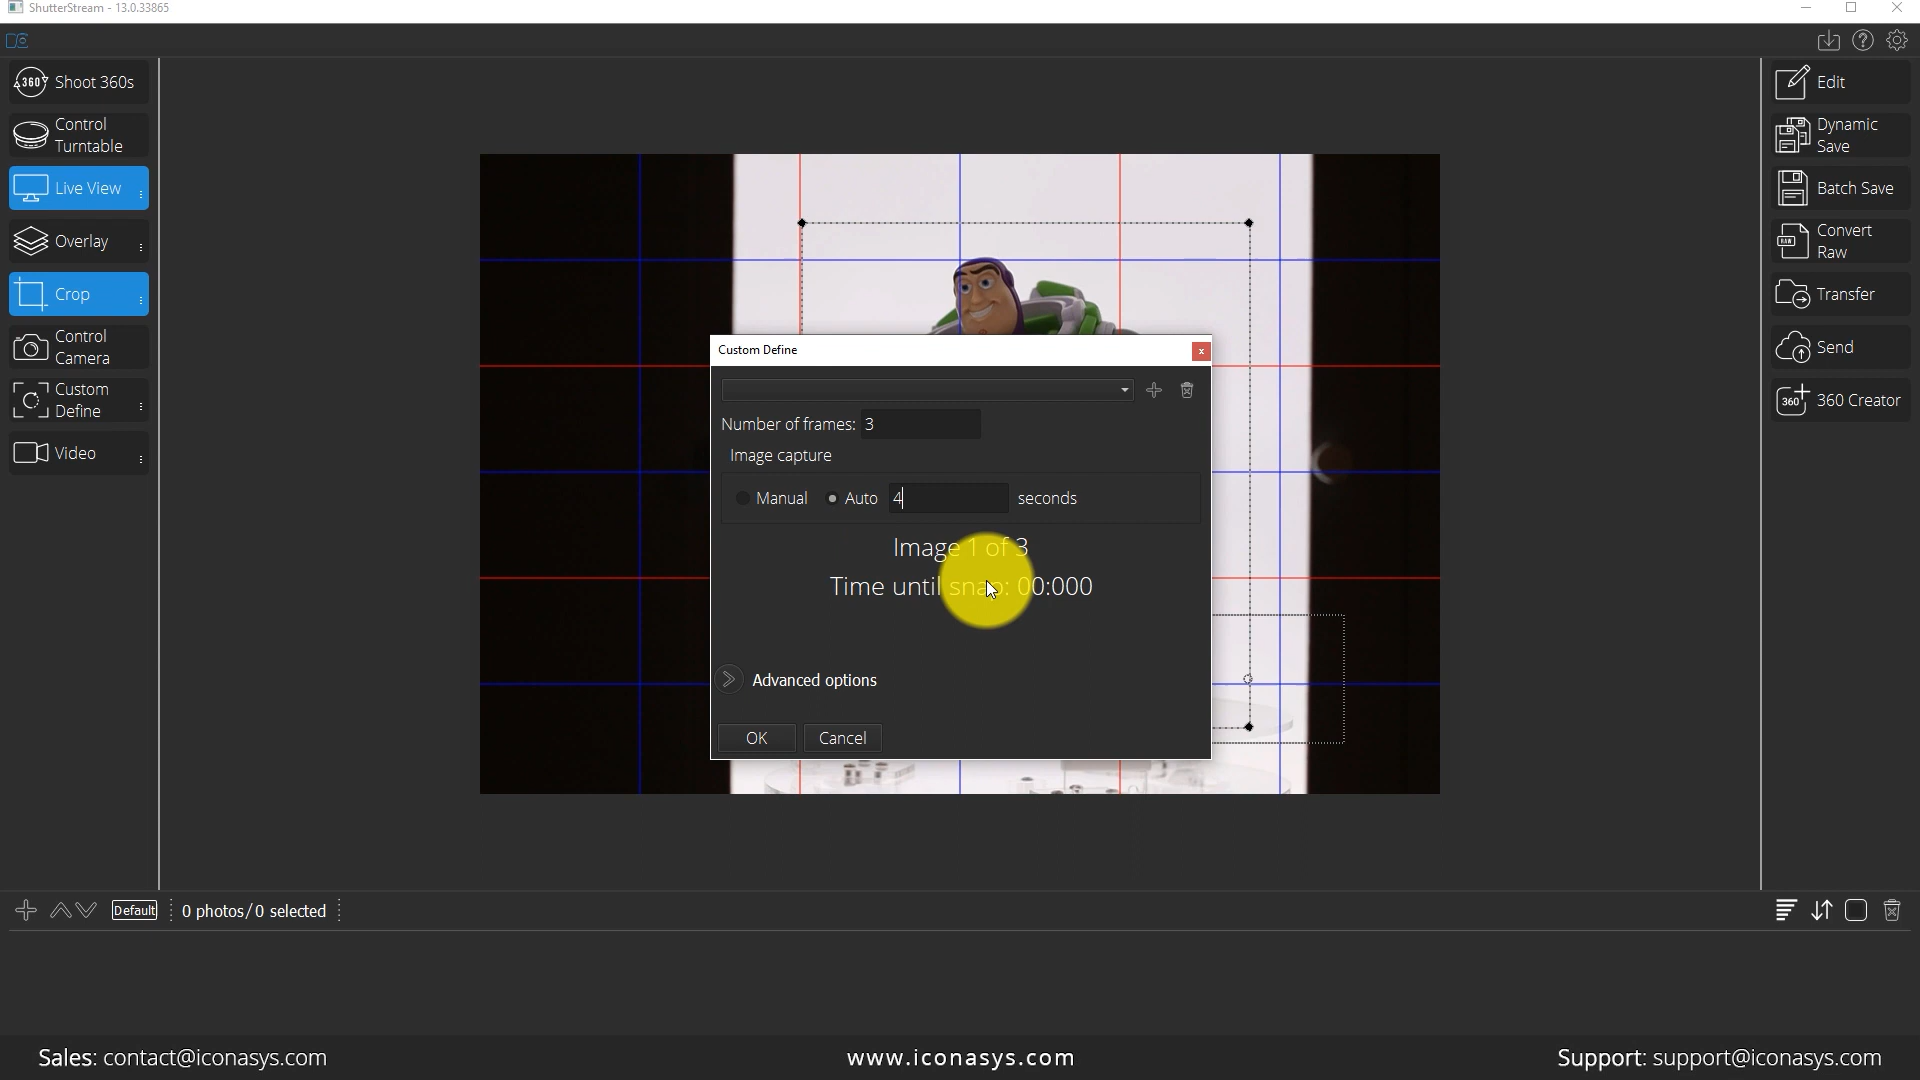 ShutterStream - 13.0.33865
360
Shoot 360s
Control
Turntable
Live View
Overlay
Crop
Control
Camera
Custom
Define
Video
Edit
Dynamic
Save
Batch Save
RAW
Convert
Raw
Transfer
Send
360
360 Creator
Custom Define
x
Number of frames: 3
Image capture
Manual
Auto
4
seconds
Image 1 of 3
Time until snap: 00:000
Advanced options
OK
Cancel
Default
0 photos/0 selected
Sales: contact@iconasys.com
www.iconasys.com
Support: support@iconasys.com